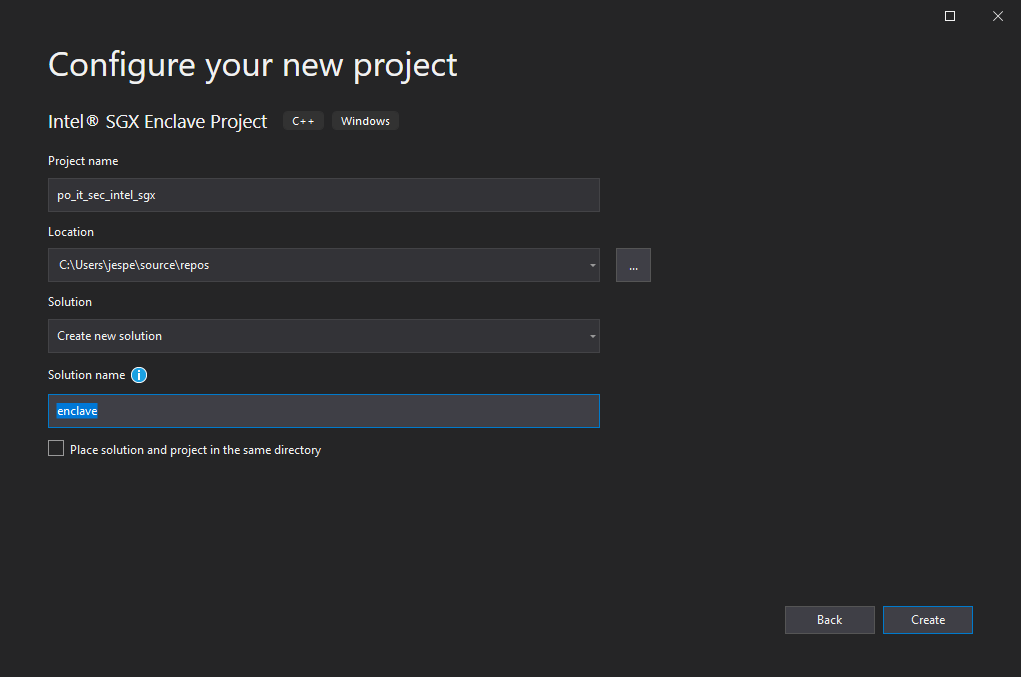 Configure your new project
Intel® SGX Enclave Project C++ Windows
Project name
po_it_sec_intel_sgx
Location
C:\Users\jespe\source\repos
...
Solution
Create new solution
Solution name
enclave
Place solution and project in the same directory
Back Create